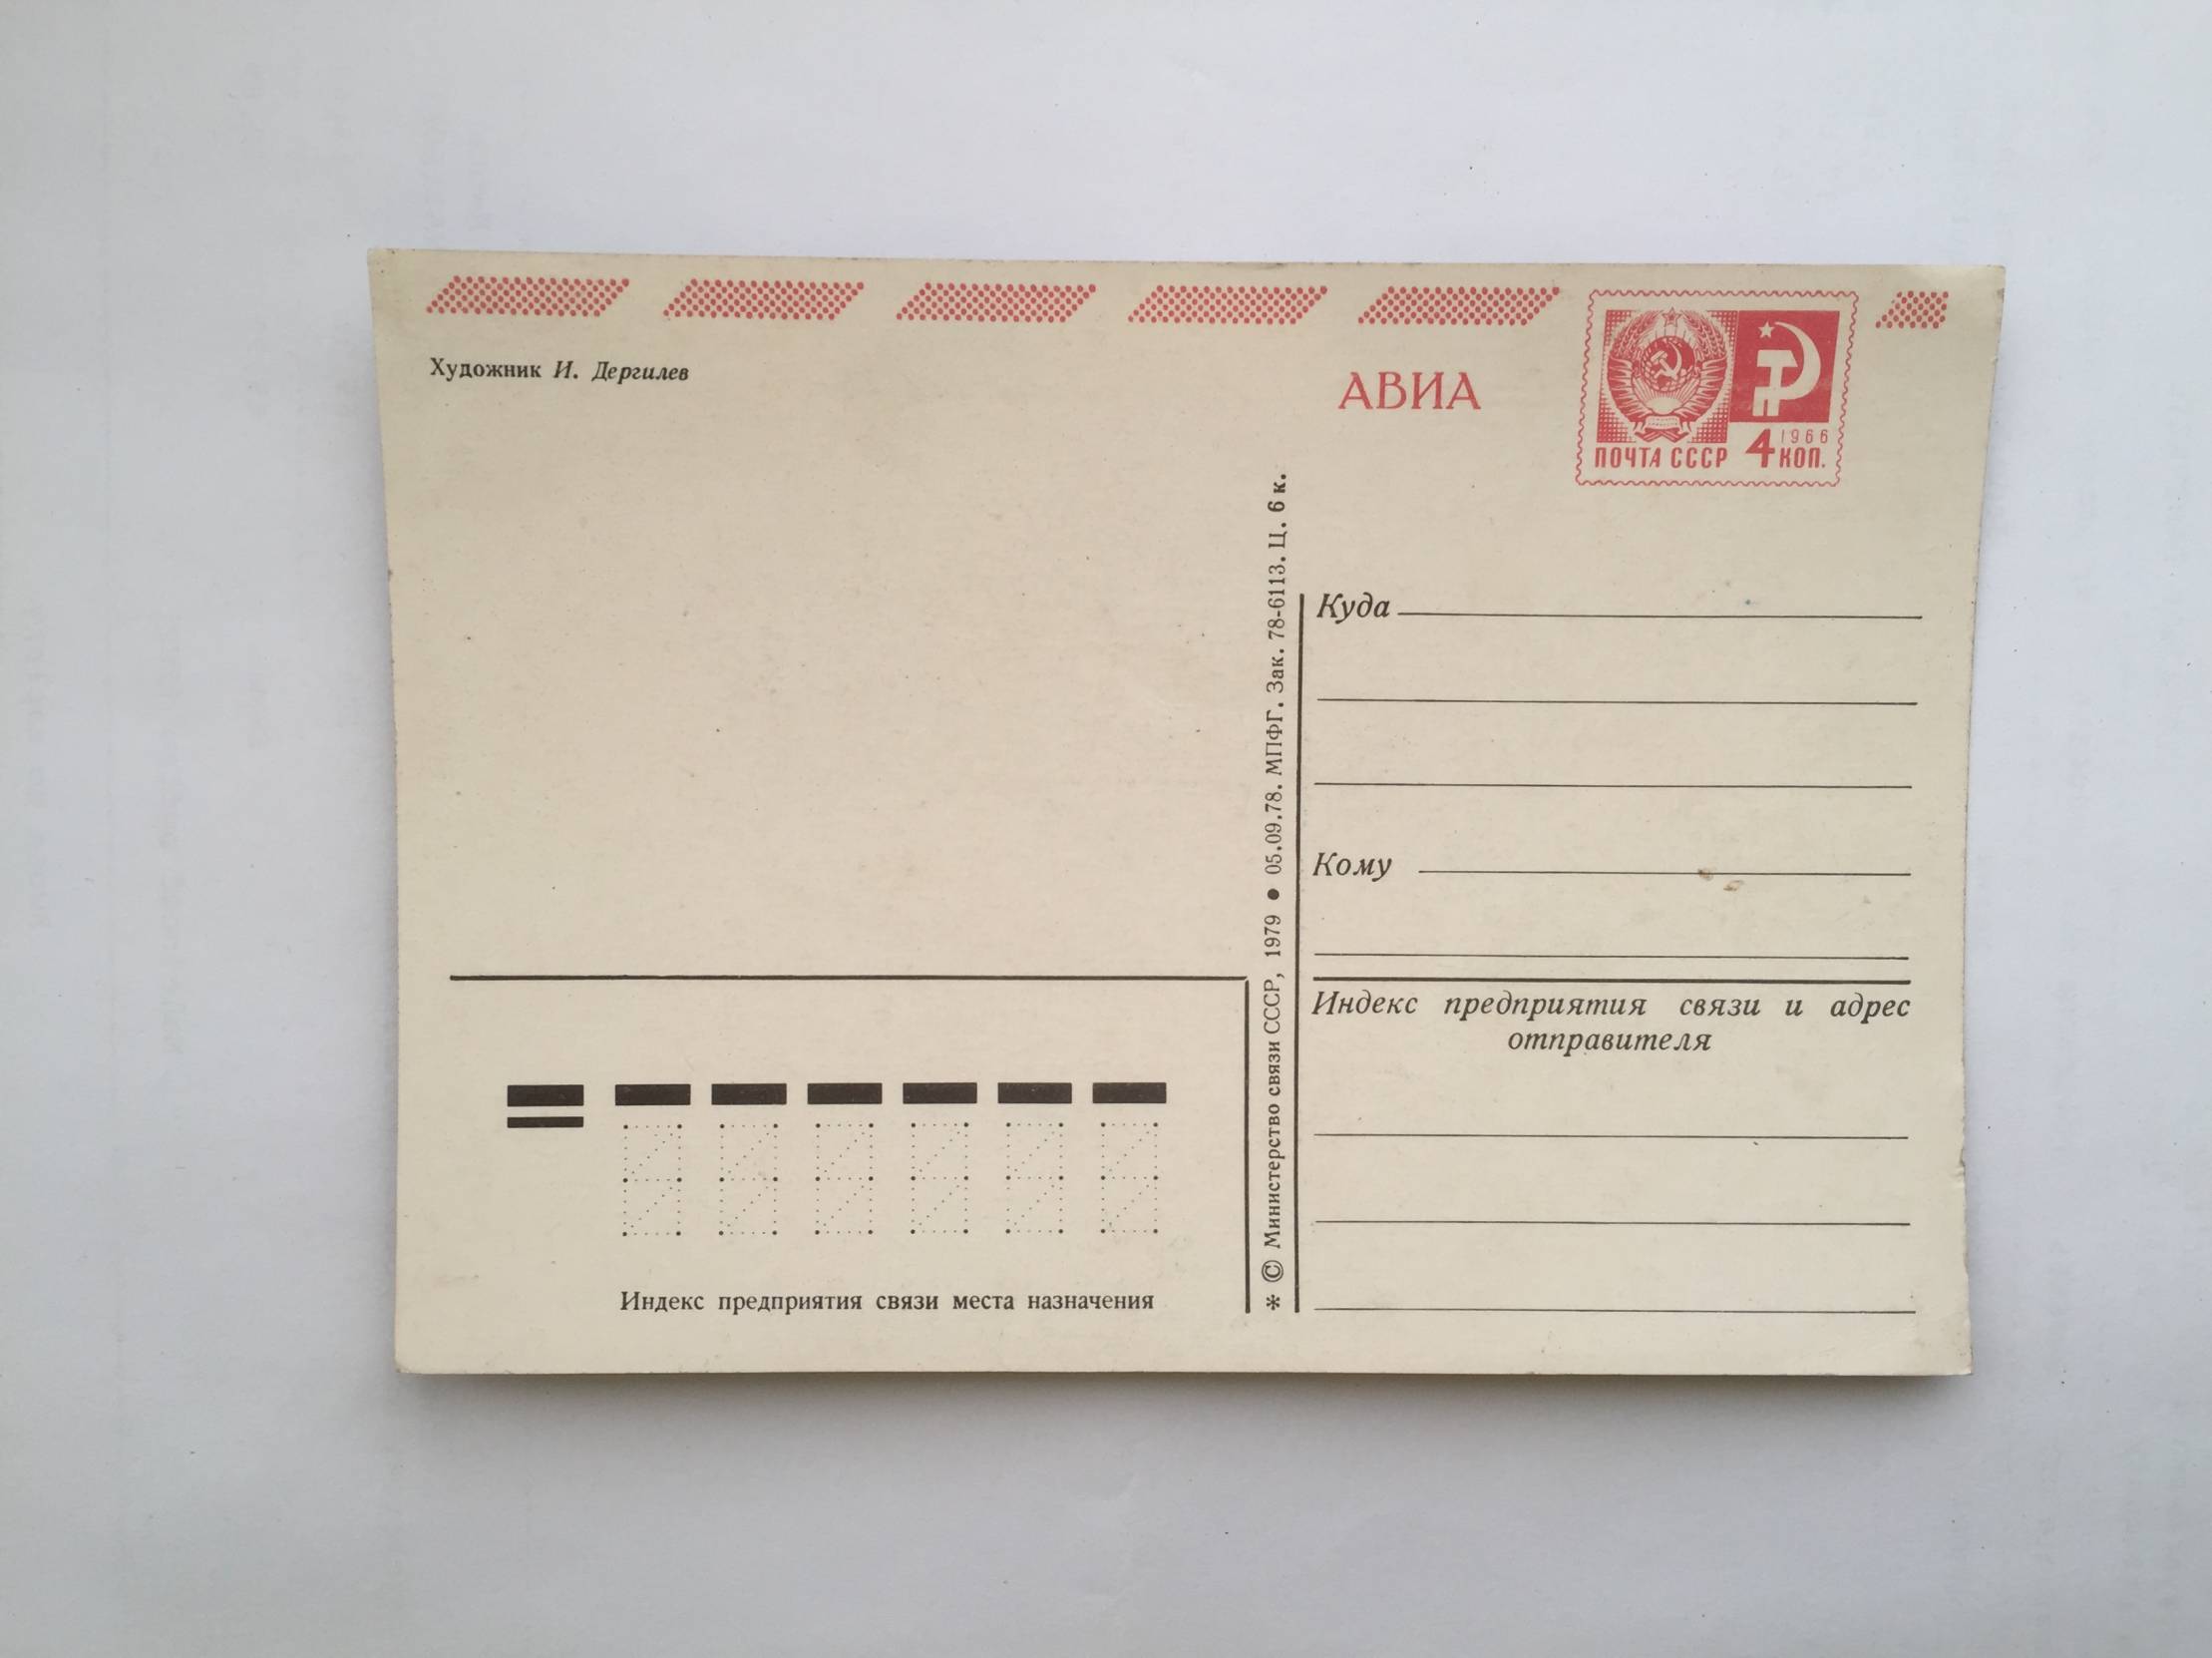 Художник И. Дергилев
АВИА
ПОЧТА СССР 4 1966 КОП.
* © Министерство связи СССР, 1979 ● 05.09.78. МПФГ. Зак. 78-6113. Ц. 6 к.
Куда
Кому
Индекс предприятия связи и адрес
отправителя
Индекс предприятия связи места назначения